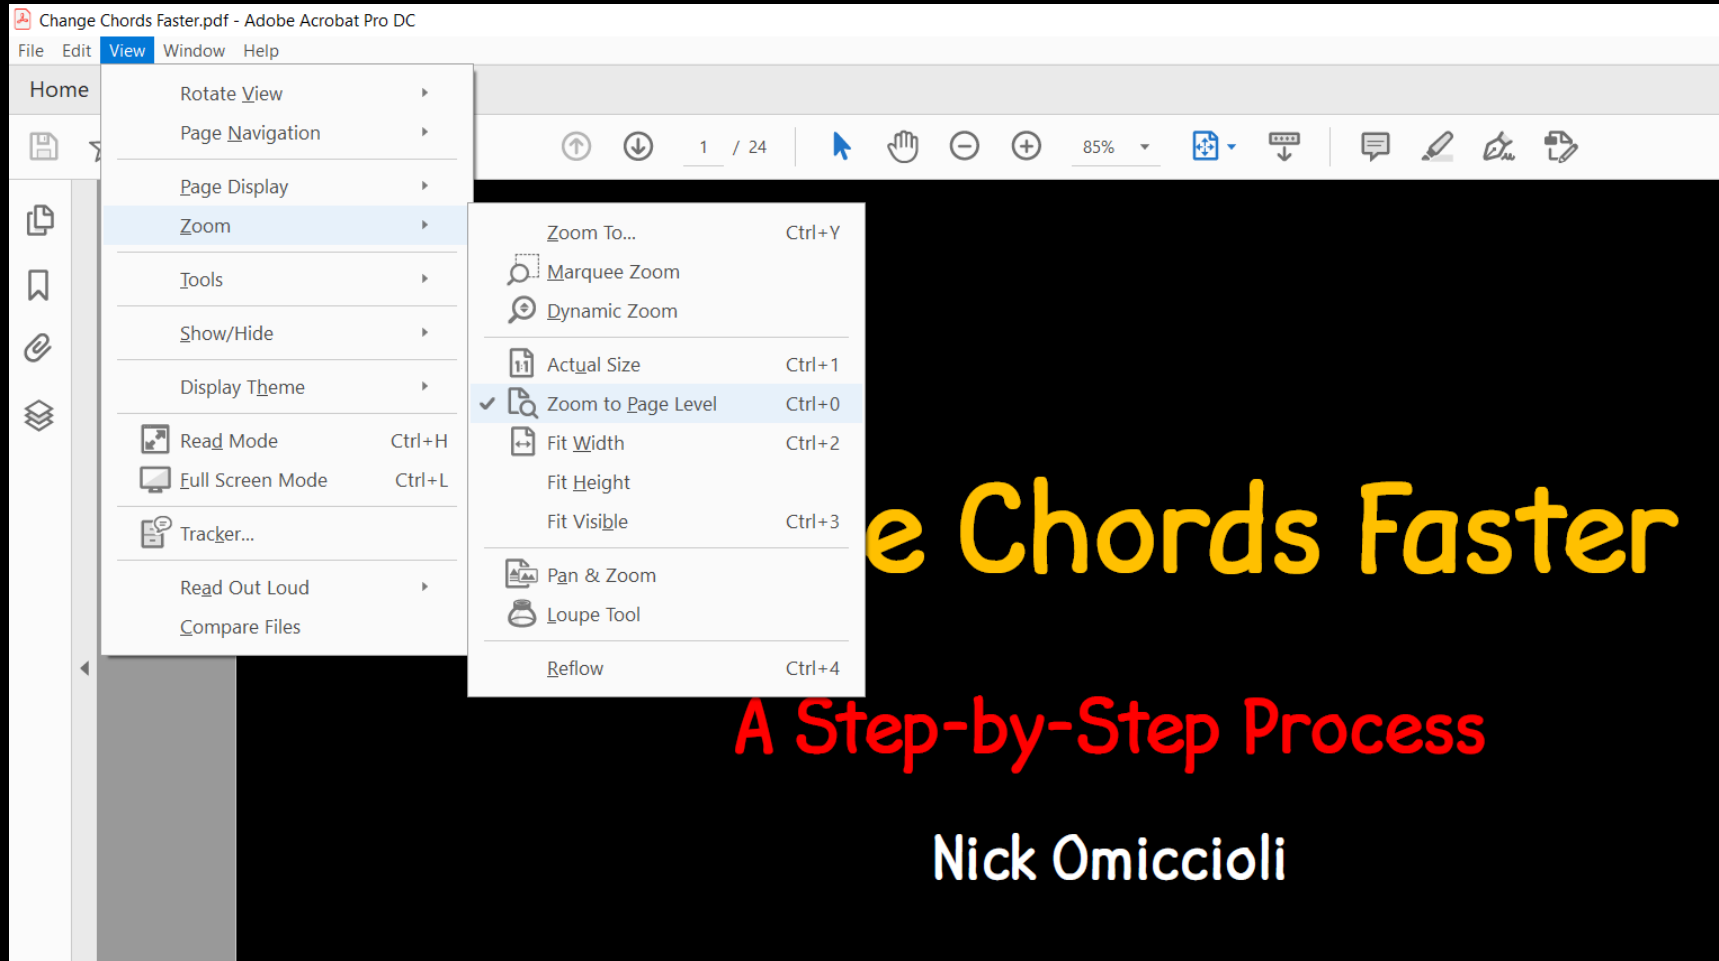 Change Chords Faster.pdf - Adobe Acrobat Pro DC
File Edit View Window Help
Home
1 / 24 85%
Rotate View
Page Navigation
Page Display
Zoom
Tools
Show/Hide
Display Theme
Read Mode Ctrl+H
Full Screen Mode Ctrl+L
Tracker...
Read Out Loud
Compare Files
Zoom To... Ctrl+Y
Marquee Zoom
Dynamic Zoom
1:1 Actual Size Ctrl+1
Zoom to Page Level Ctrl+0
Fit Width Ctrl+2
Fit Height
Fit Visible Ctrl+3
Pan & Zoom
Loupe Tool
Reflow Ctrl+4
e Chords Faster
A Step-by-Step Process
Nick Omiccioli